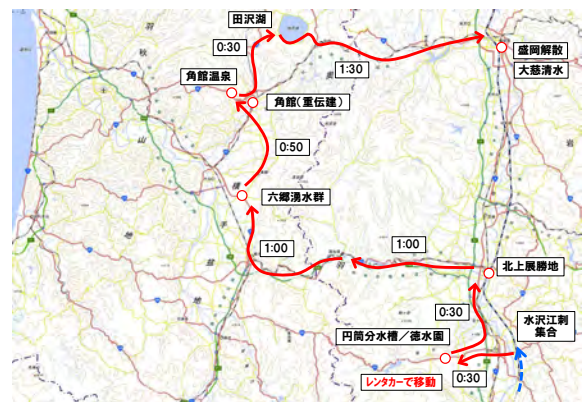 田沢湖
0:30
盛岡解散
大慈清水
角館温泉
1:30
角館(重伝建)
秋
山
0:50
横
六郷湧水群
1:00
1:00
北上展勝地
0:30
水沢江刺
集合
円筒分水槽／徳水園
レンタカーで移動
0:30